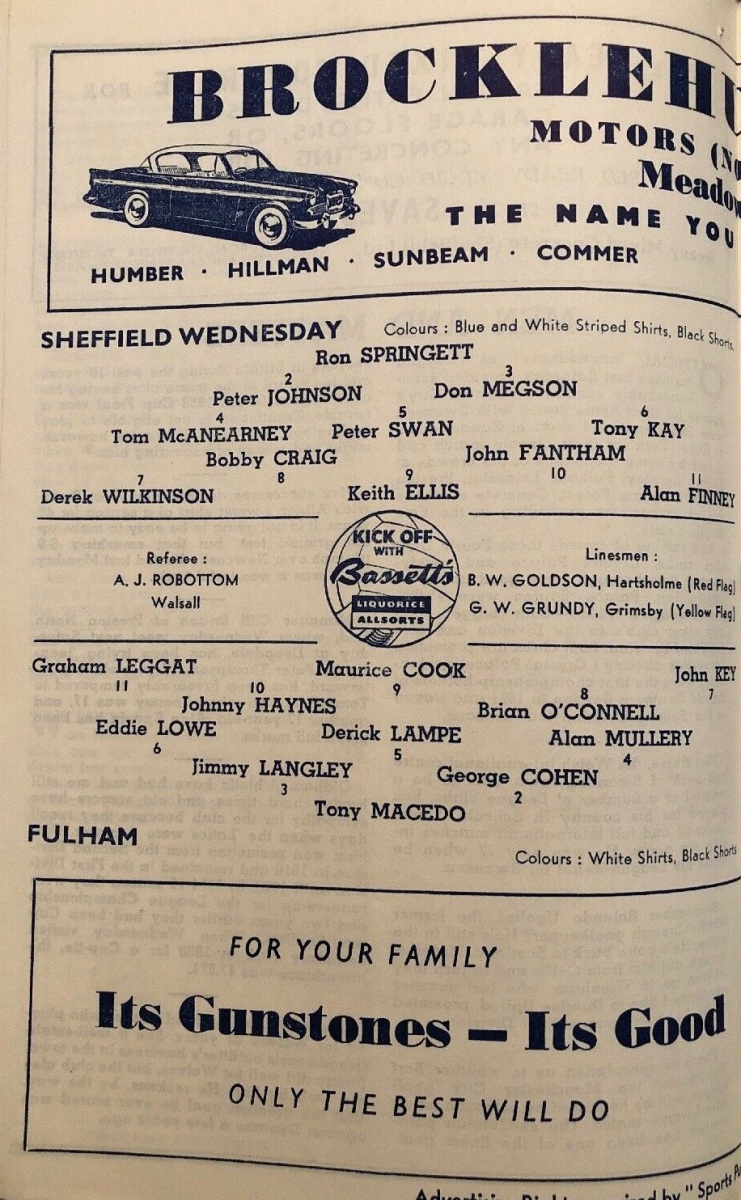 BROCKLEHU
MOTORS (NO
Meadow
THE NAME YOU
HUMBER · HILLMAN · SUNBEAM · COMMER
SHEFFIELD WEDNESDAY Colours : Blue and White Striped Shirts, Black Shorts.
Ron SPRINGETT
2 3
Peter JOHNSON Don MEGSON
4 5 6
Tom McANEARNEY Peter SWAN Tony KAY
Bobby CRAIG John FANTHAM
7 8 9 10 11
Derek WILKINSON Keith ELLIS Alan FINNEY
Referee :
A. J. ROBOTTOM
Walsall
KICK OFF
WITH
Bassett's
LIQUORICE
ALLSORTS
Linesmen :
B. W. GOLDSON, Hartsholme (Red Flag)
G. W. GRUNDY, Grimsby (Yellow Flag)
Graham LEGGAT Maurice COOK John KEY
11 10 9 8 7
Johnny HAYNES Brian O'CONNELL
Eddie LOWE Derick LAMPE Alan MULLERY
6 5 4
Jimmy LANGLEY George COHEN
3 2
Tony MACEDO
FULHAM
Colours : White Shirts, Black Shorts
FOR YOUR FAMILY
Its Gunstones — Its Good
ONLY THE BEST WILL DO
by "Sports